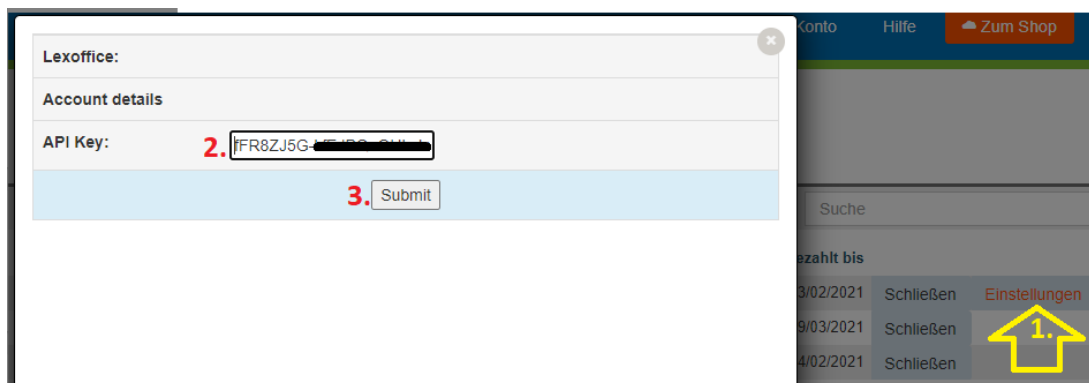 Konto Hilfe Zum Shop
Lexoffice:
Account details
API Key: 2. fFR8ZJ5G-
3. Submit
Suche
ezahlt bis
3/02/2021 Schließen Einstellungen
9/03/2021 Schließen 1.
4/02/2021 Schließen